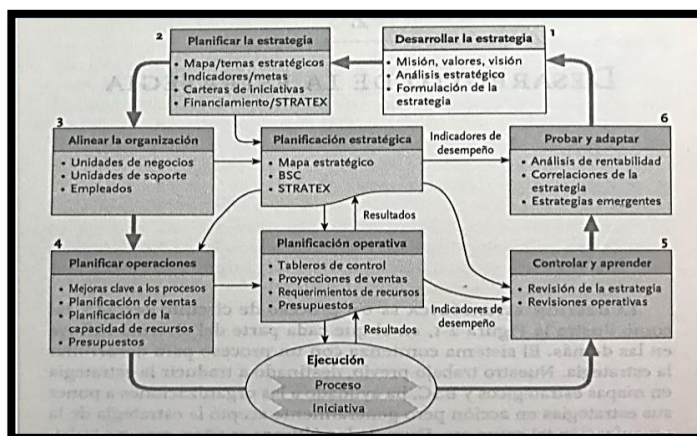 2
Planificar la estrategia
• Mapa/temas estratégicos
• Indicadores/metas
• Carteras de iniciativas
• Financiamiento/STRATEX
1
Desarrollar la estrategia
• Misión, valores, visión
• Análisis estratégico
• Formulación de la
estrategia
3
Alinear la organización
• Unidades de negocios
• Unidades de soporte
• Empleados
Planificación estratégica
• Mapa estratégico
• BSC
• STRATEX
Indicadores de
desempeño
6
Probar y adaptar
• Análisis de rentabilidad
• Correlaciones de la
estrategia
• Estrategias emergentes
Resultados
4
Planificar operaciones
• Mejoras clave a los procesos
• Planificación de ventas
• Planificación de la
capacidad de recursos
• Presupuestos
Planificación operativa
• Tableros de control
• Proyecciones de ventas
• Requerimientos de recursos
• Presupuestos
5
Controlar y aprender
• Revisión de la estrategia
• Revisiones operativas
Indicadores de
desempeño
Resultados
Ejecución
Proceso
Iniciativa